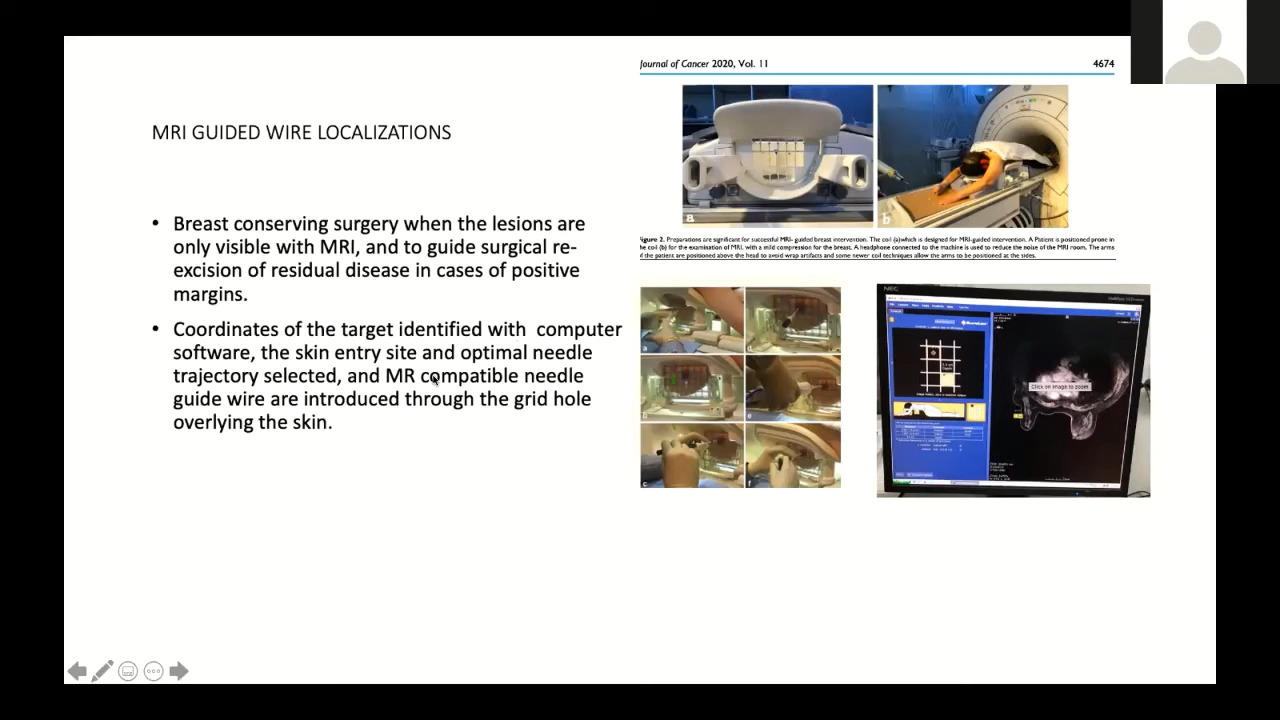 Journal of Cancer 2020, Vol. 11
4674
MRI GUIDED WIRE LOCALIZATIONS
a
b
Figure 2. Preparations are significant for successful MRI- guided breast intervention. The coil (a)which is designed for MRI-guided intervention. A Patient is positioned prone in
he coil (b) for the examination of MRI, with a mild compression for the breast. A headphone connected to the machine is used to reduce the noise of the MRI room. The arms
of the patient are positioned above the head to avoid wrap artifacts and some newer coil techniques allow the arms to be positioned at the sides.
• Breast conserving surgery when the lesions are
only visible with MRI, and to guide surgical re-
excision of residual disease in cases of positive
margins.
• Coordinates of the target identified with computer
software, the skin entry site and optimal needle
trajectory selected, and MR compatible needle
guide wire are introduced through the grid hole
overlying the skin.
a
d
b
e
c
f
NEC
Click on image to zoom